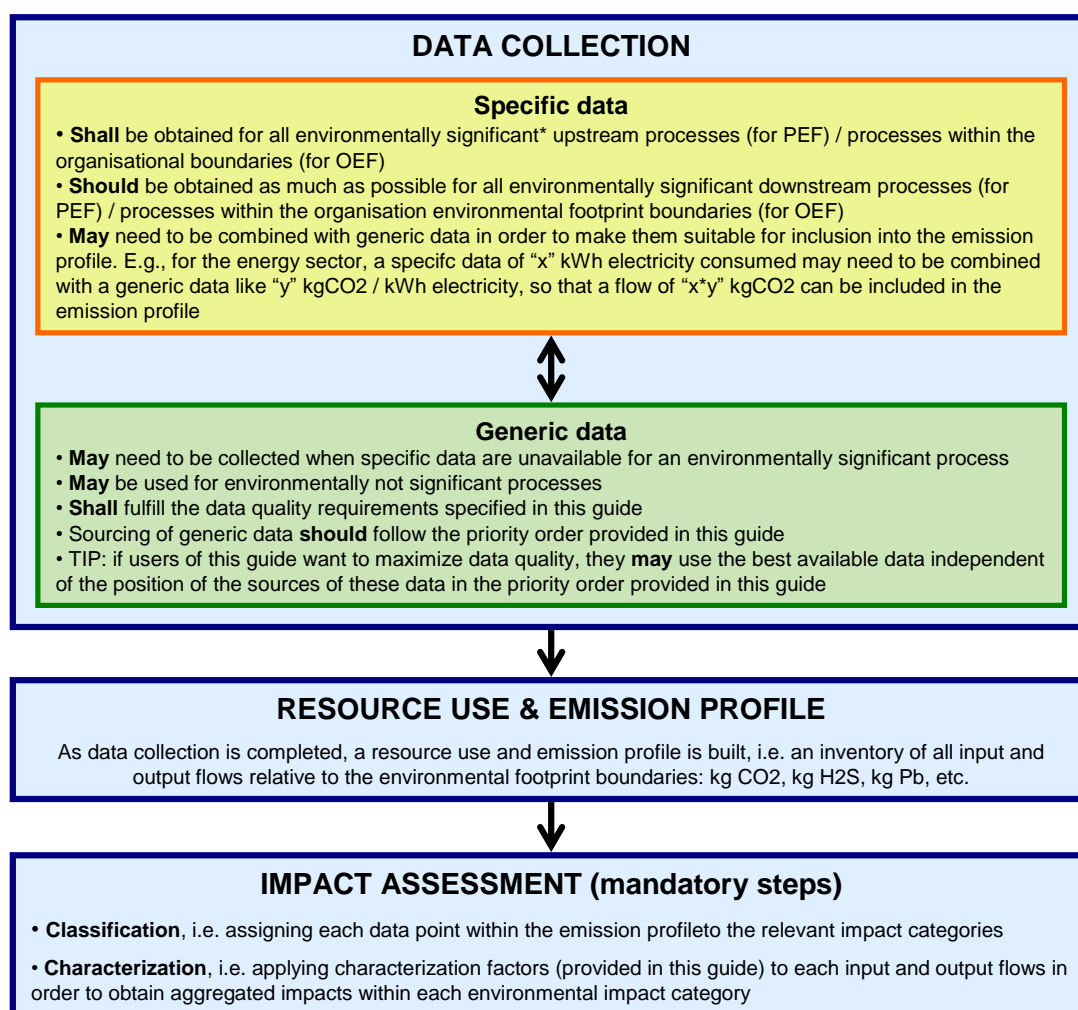 DATA COLLECTION
Specific data
• Shall be obtained for all environmentally significant* upstream processes (for PEF) / processes within the
organisational boundaries (for OEF)
• Should be obtained as much as possible for all environmentally significant downstream processes (for
PEF) / processes within the organisation environmental footprint boundaries (for OEF)
• May need to be combined with generic data in order to make them suitable for inclusion into the emission
profile. E.g., for the energy sector, a specifc data of “x” kWh electricity consumed may need to be combined
with a generic data like “y” kgCO2 / kWh electricity, so that a flow of “x*y” kgCO2 can be included in the
emission profile
Generic data
• May need to be collected when specific data are unavailable for an environmentally significant process
• May be used for environmentally not significant processes
• Shall fulfill the data quality requirements specified in this guide
• Sourcing of generic data should follow the priority order provided in this guide
• TIP: if users of this guide want to maximize data quality, they may use the best available data independent
of the position of the sources of these data in the priority order provided in this guide
RESOURCE USE & EMISSION PROFILE
As data collection is completed, a resource use and emission profile is built, i.e. an inventory of all input and
output flows relative to the environmental footprint boundaries: kg CO2, kg H2S, kg Pb, etc.
IMPACT ASSESSMENT (mandatory steps)
• Classification, i.e. assigning each data point within the emission profileto the relevant impact categories
• Characterization, i.e. applying characterization factors (provided in this guide) to each input and output flows in
order to obtain aggregated impacts within each environmental impact category